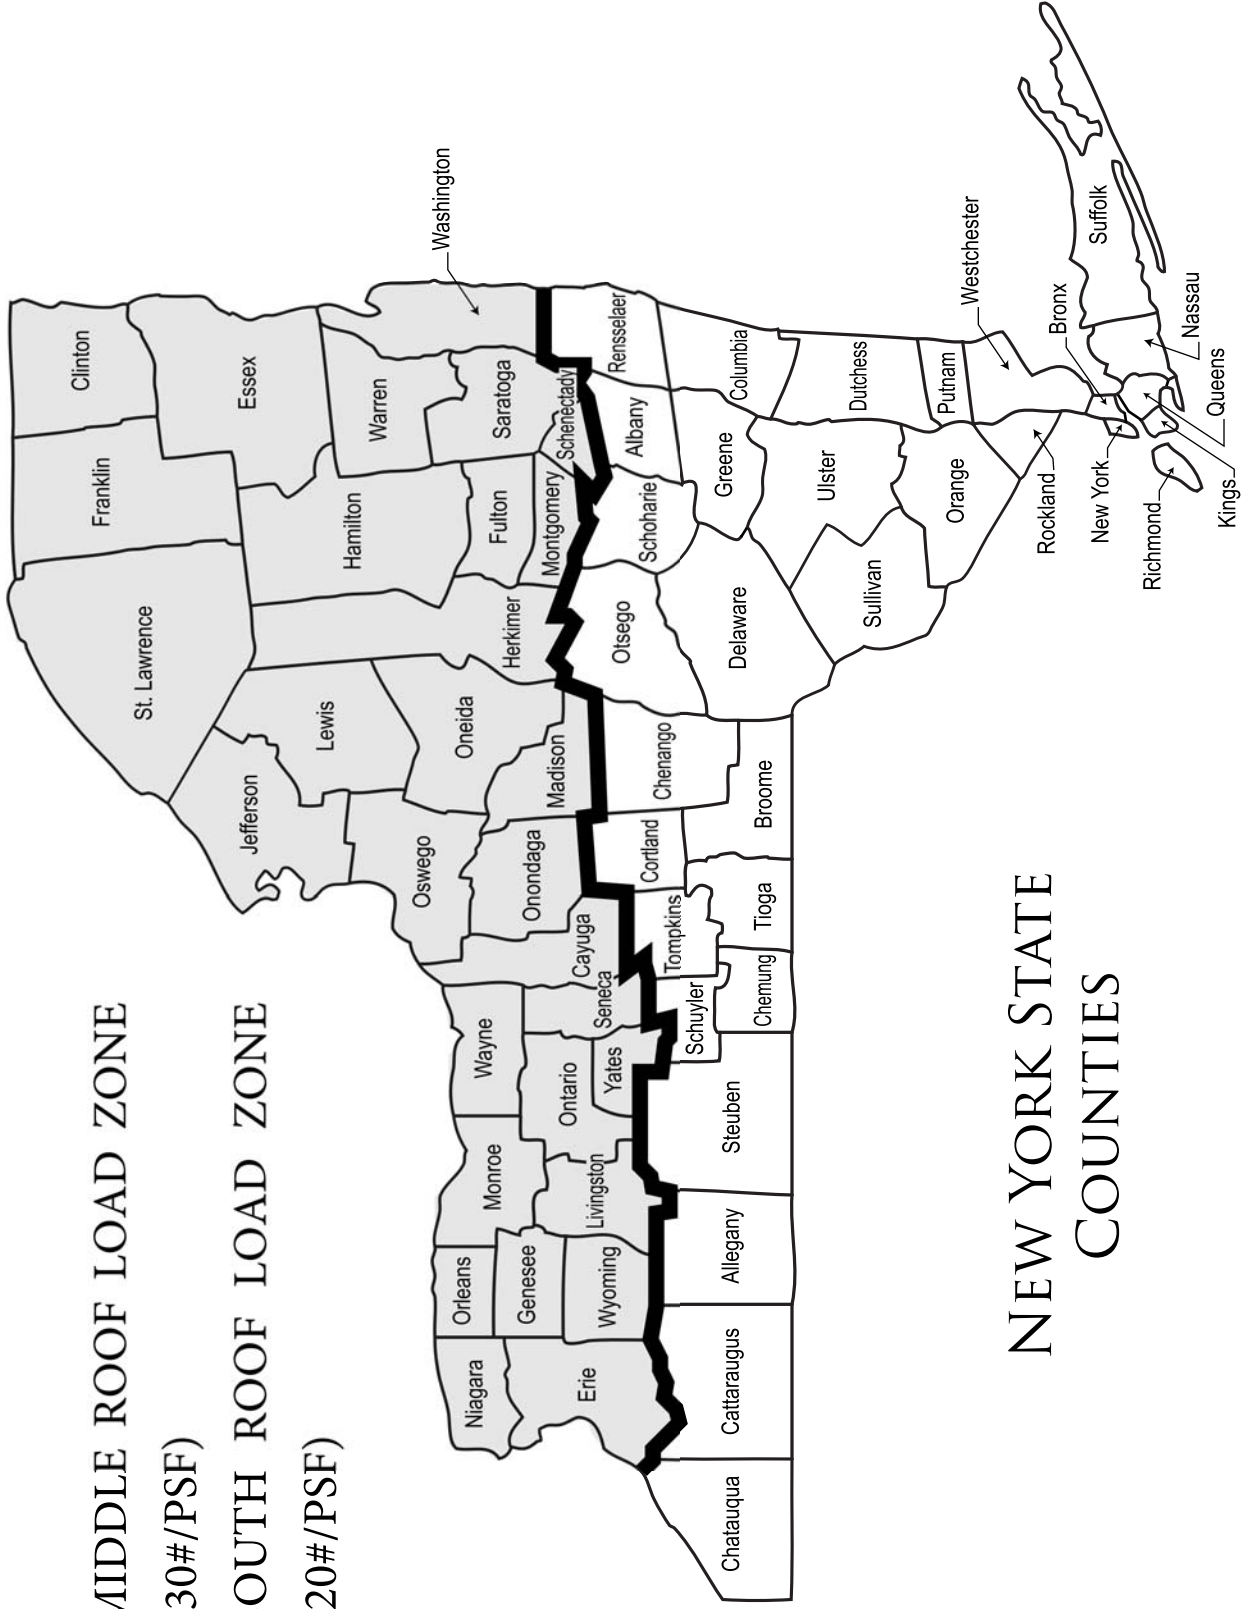 MIDDLE ROOF LOAD ZONE
30#/PSF)
OUTH ROOF LOAD ZONE
20#/PSF)
NEW YORK STATE
COUNTIES
Clinton
Franklin
St. Lawrence
Essex
Hamilton
Warren
Washington
Jefferson
Lewis
Herkimer
Oneida
Oswego
Fulton
Saratoga
Montgomery
Schenectady
Madison
Onondaga
Cayuga
Seneca
Wayne
Ontario
Yates
Monroe
Livingston
Orleans
Genesee
Wyoming
Niagara
Erie
Chatauqua
Cattaraugus
Allegany
Steuben
Schuyler
Chemung
Tompkins
Tioga
Cortland
Broome
Chenango
Otsego
Delaware
Schoharie
Albany
Rensselaer
Greene
Columbia
Ulster
Dutchess
Sullivan
Orange
Putnam
Rockland
Westchester
New York
Bronx
Richmond
Kings
Queens
Nassau
Suffolk